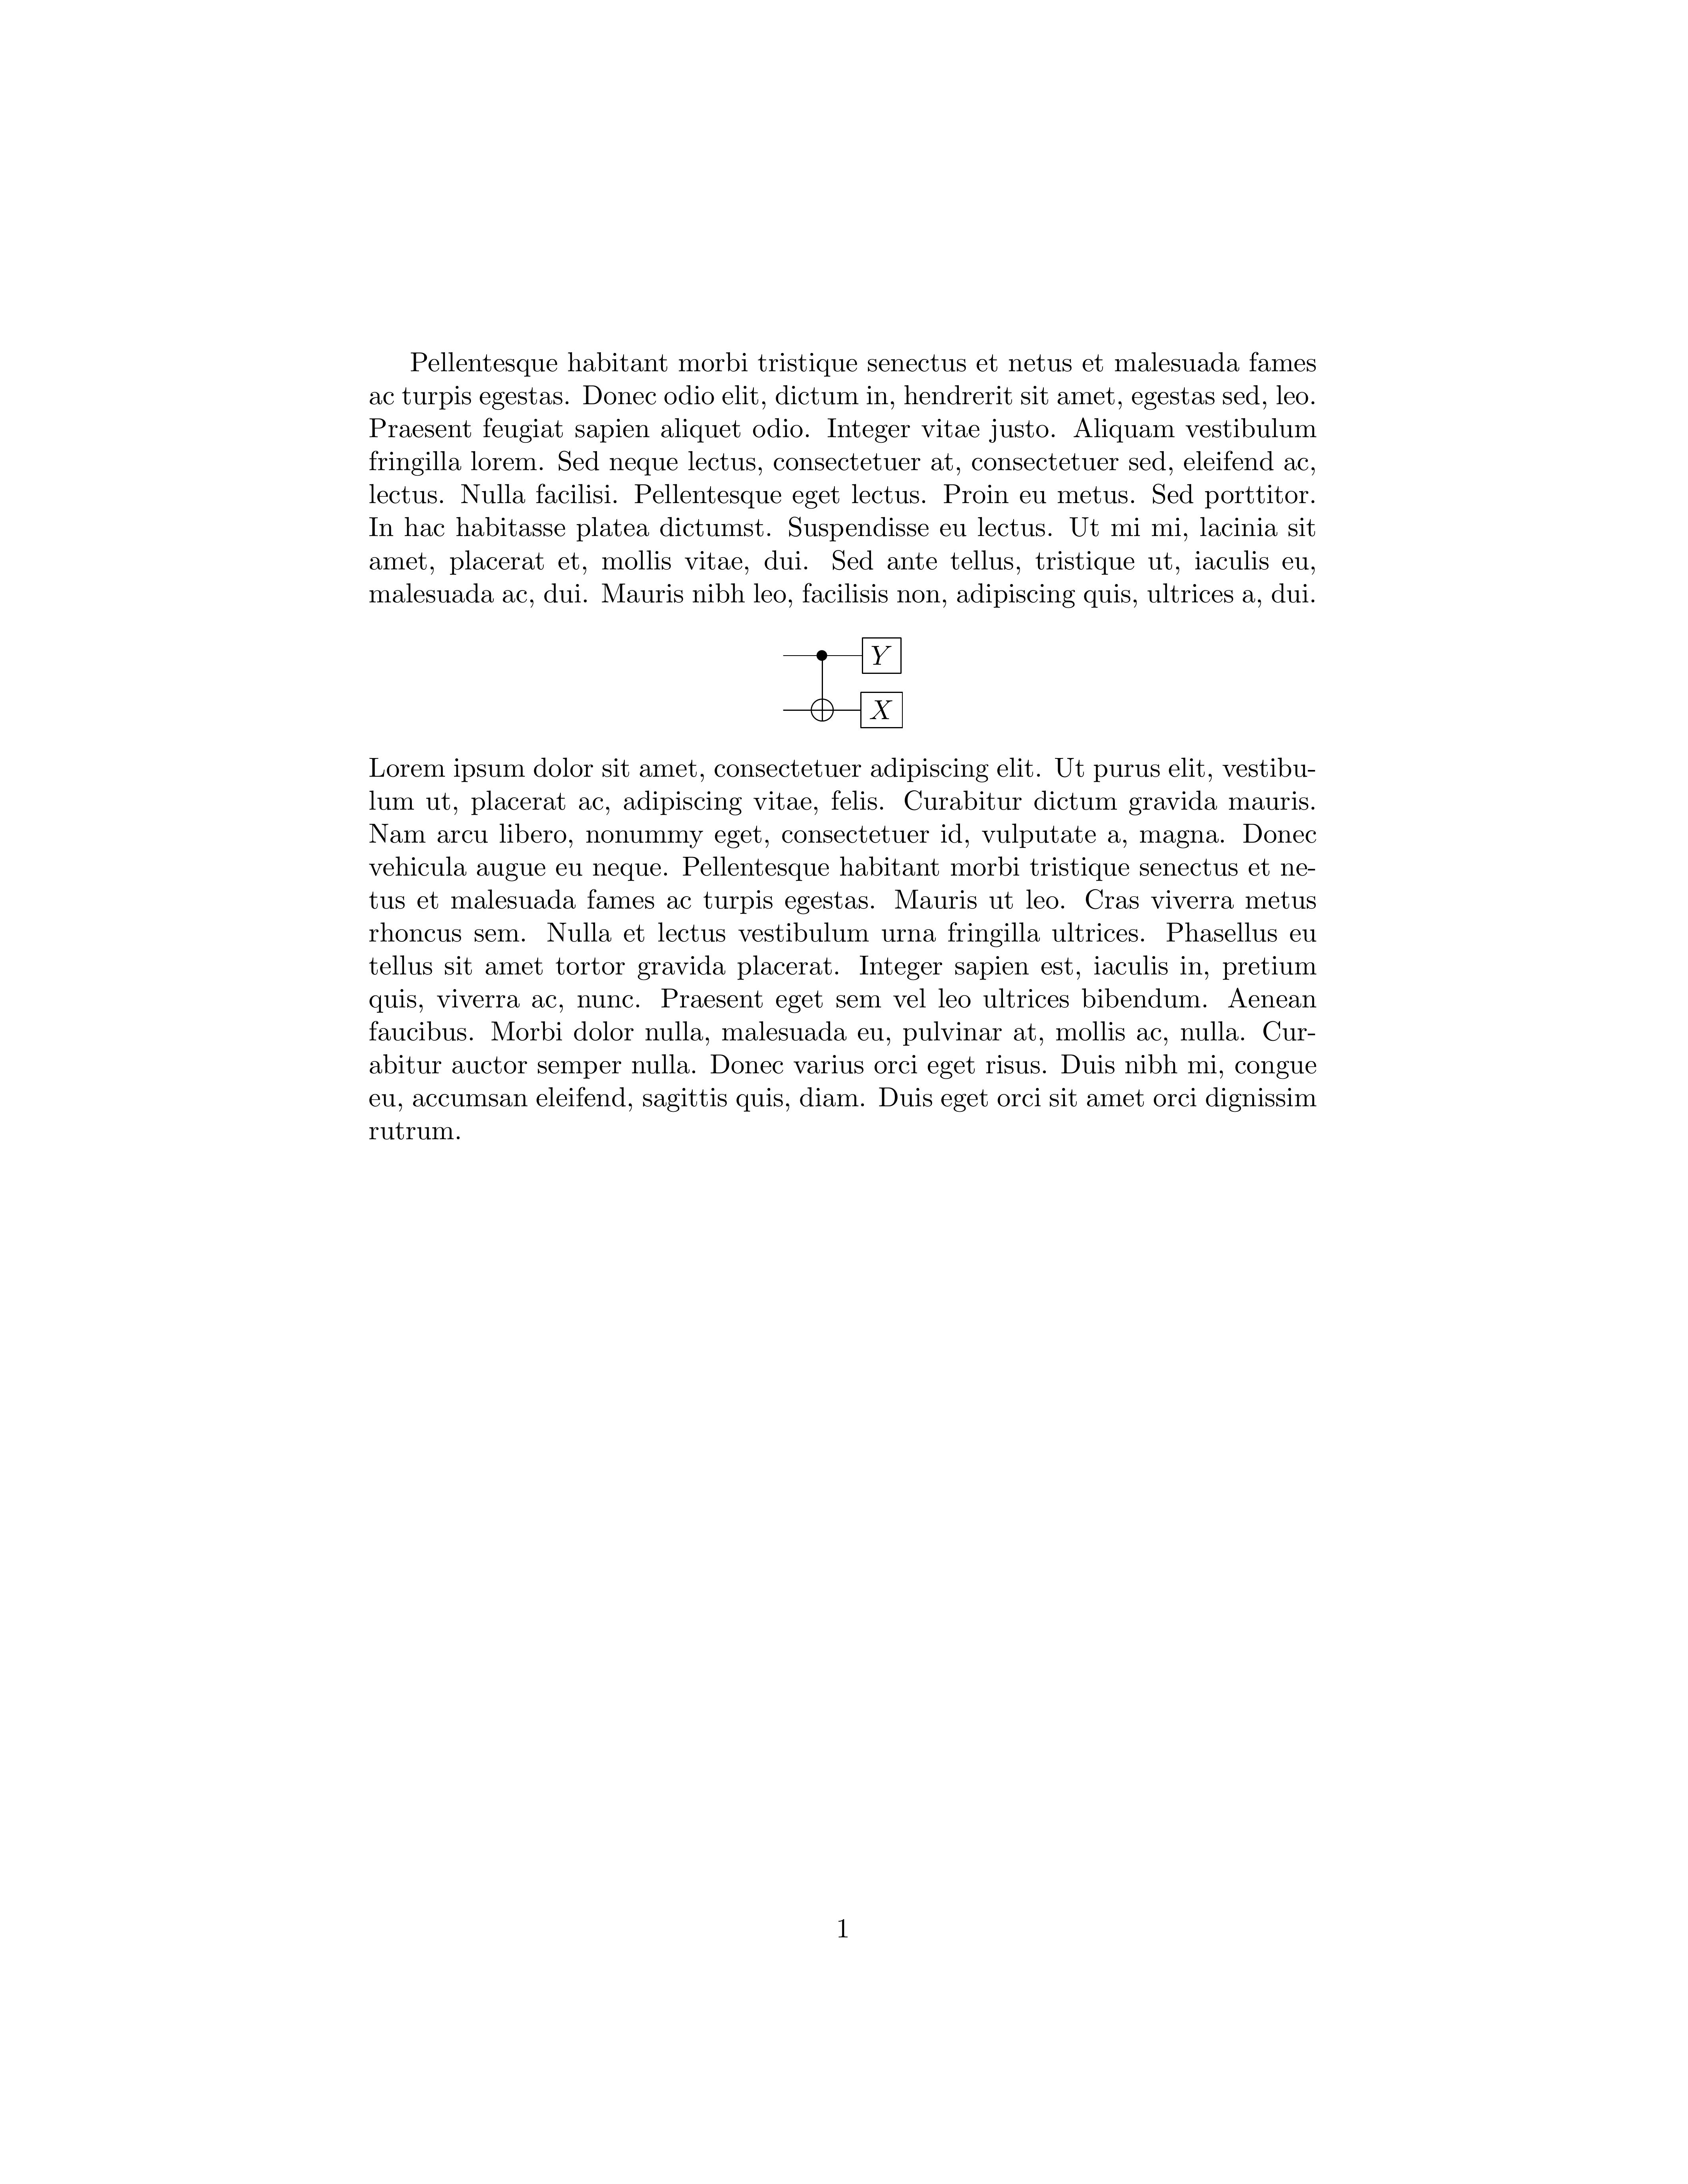 Pellentesque habitant morbi tristique senectus et netus et malesuada fames
ac turpis egestas. Donec odio elit, dictum in, hendrerit sit amet, egestas sed, leo.
Praesent feugiat sapien aliquet odio. Integer vitae justo. Aliquam vestibulum
fringilla lorem. Sed neque lectus, consectetuer at, consectetuer sed, eleifend ac,
lectus. Nulla facilisi. Pellentesque eget lectus. Proin eu metus. Sed porttitor.
In hac habitasse platea dictumst. Suspendisse eu lectus. Ut mi mi, lacinia sit
amet, placerat et, mollis vitae, dui. Sed ante tellus, tristique ut, iaculis eu,
malesuada ac, dui. Mauris nibh leo, facilisis non, adipiscing quis, ultrices a, dui.
Y
X
Lorem ipsum dolor sit amet, consectetuer adipiscing elit. Ut purus elit, vestibu-
lum ut, placerat ac, adipiscing vitae, felis. Curabitur dictum gravida mauris.
Nam arcu libero, nonummy eget, consectetuer id, vulputate a, magna. Donec
vehicula augue eu neque. Pellentesque habitant morbi tristique senectus et ne-
tus et malesuada fames ac turpis egestas. Mauris ut leo. Cras viverra metus
rhoncus sem. Nulla et lectus vestibulum urna fringilla ultrices. Phasellus eu
tellus sit amet tortor gravida placerat. Integer sapien est, iaculis in, pretium
quis, viverra ac, nunc. Praesent eget sem vel leo ultrices bibendum. Aenean
faucibus. Morbi dolor nulla, malesuada eu, pulvinar at, mollis ac, nulla. Cur-
abitur auctor semper nulla. Donec varius orci eget risus. Duis nibh mi, congue
eu, accumsan eleifend, sagittis quis, diam. Duis eget orci sit amet orci dignissim
rutrum.
1